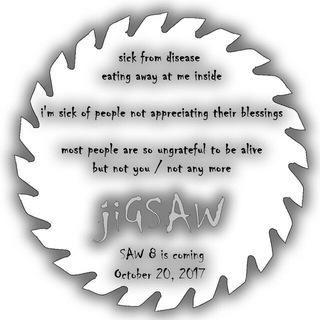 sick from disease
eating away at me inside
i'm sick of people not appreciating their blessings
most people are so ungrateful to be alive
but not you / not any more
jiGSAW
SAW 8 is coming
October 20, 2017